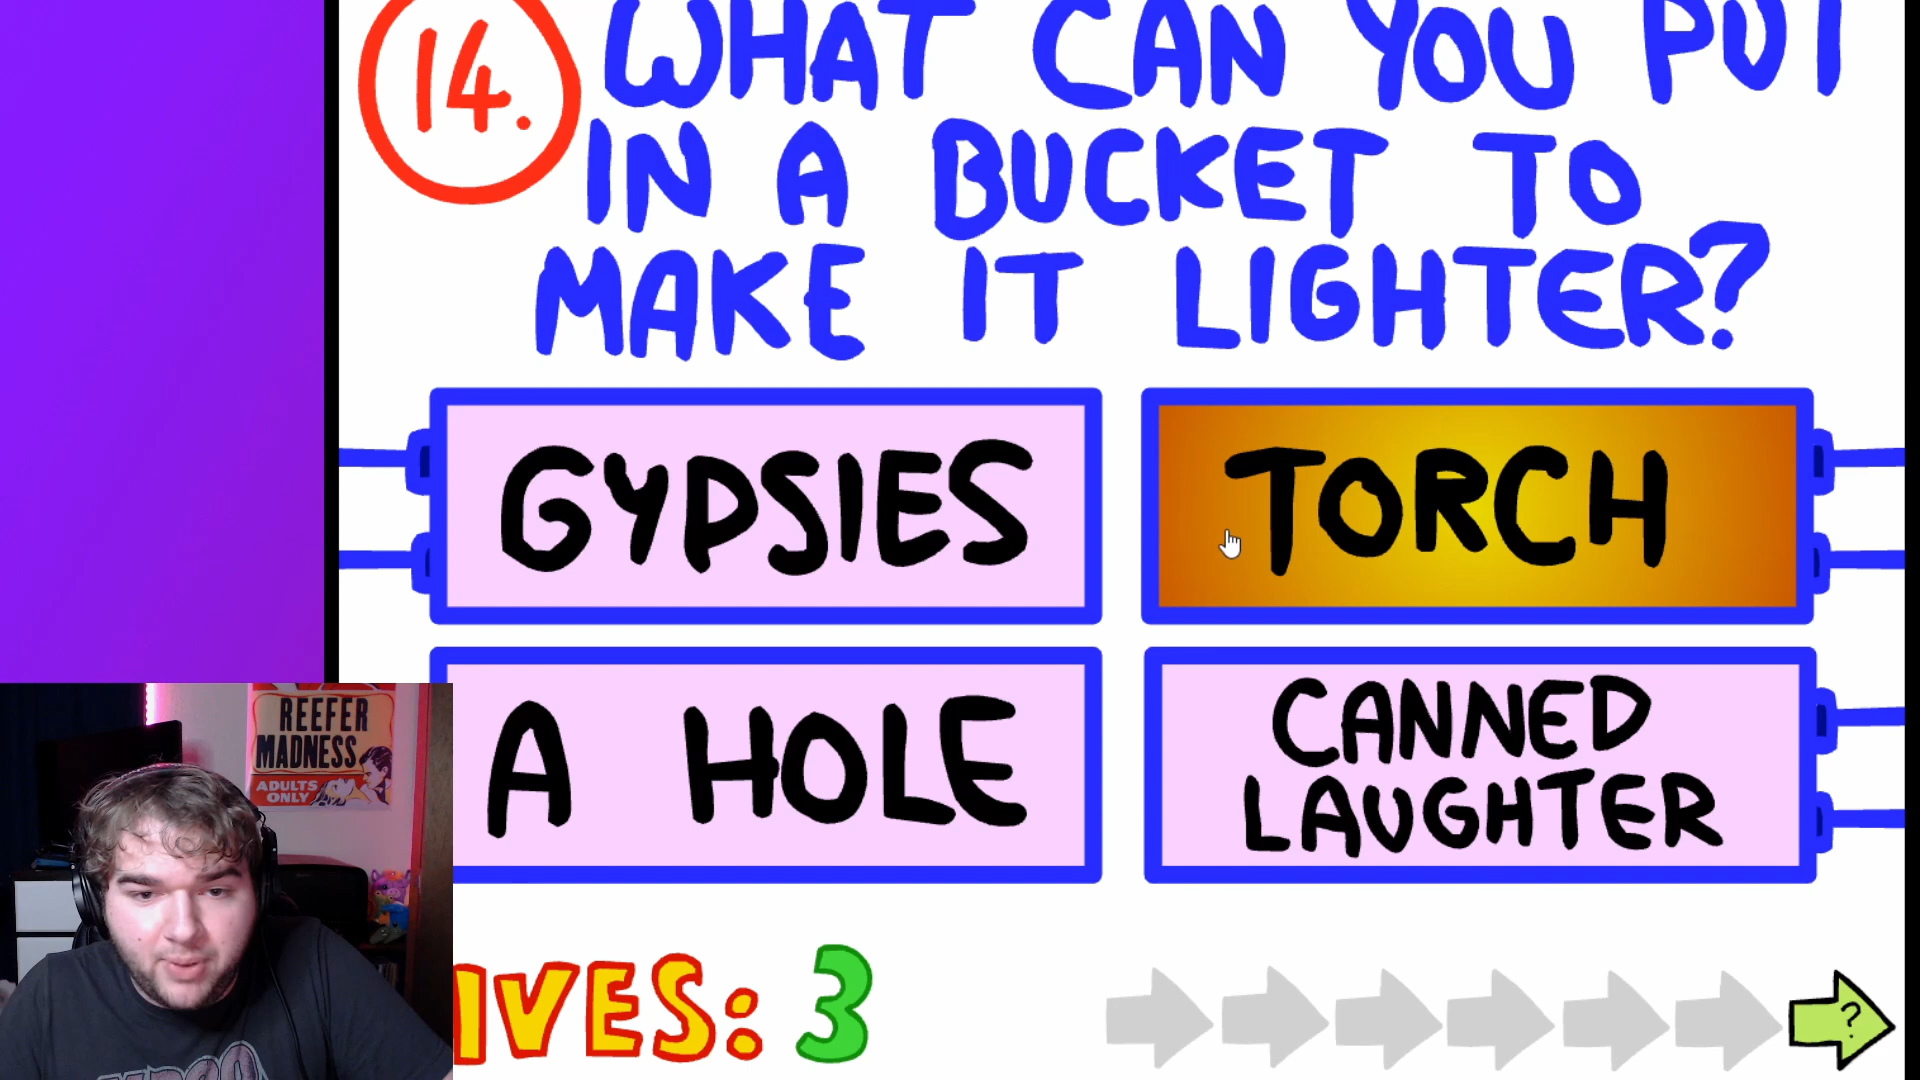 14. WHAT CAN YOU PUT
IN A BUCKET TO
MAKE IT LIGHTER?
GYPSIES
TORCH
A HOLE
CANNED
LAUGHTER
IVES: 3
?
REEFER
MADNESS
ADULTS
ONLY